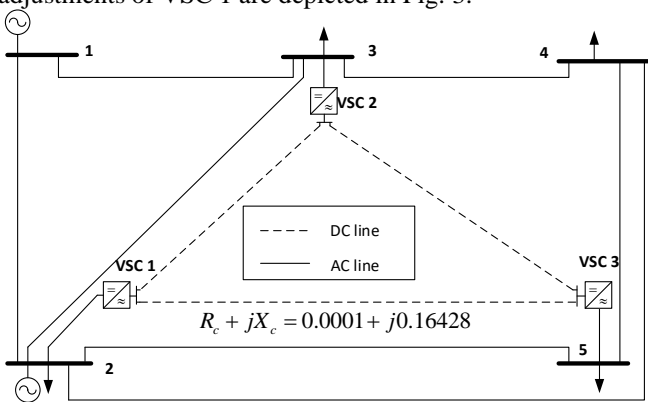 adjustments of VSC 1 are depicted in Fig. 3.
1
3
4
VSC 2
DC line
AC line
VSC 1
VSC 3
R_c + jX_c = 0.0001 + j0.16428
2
5